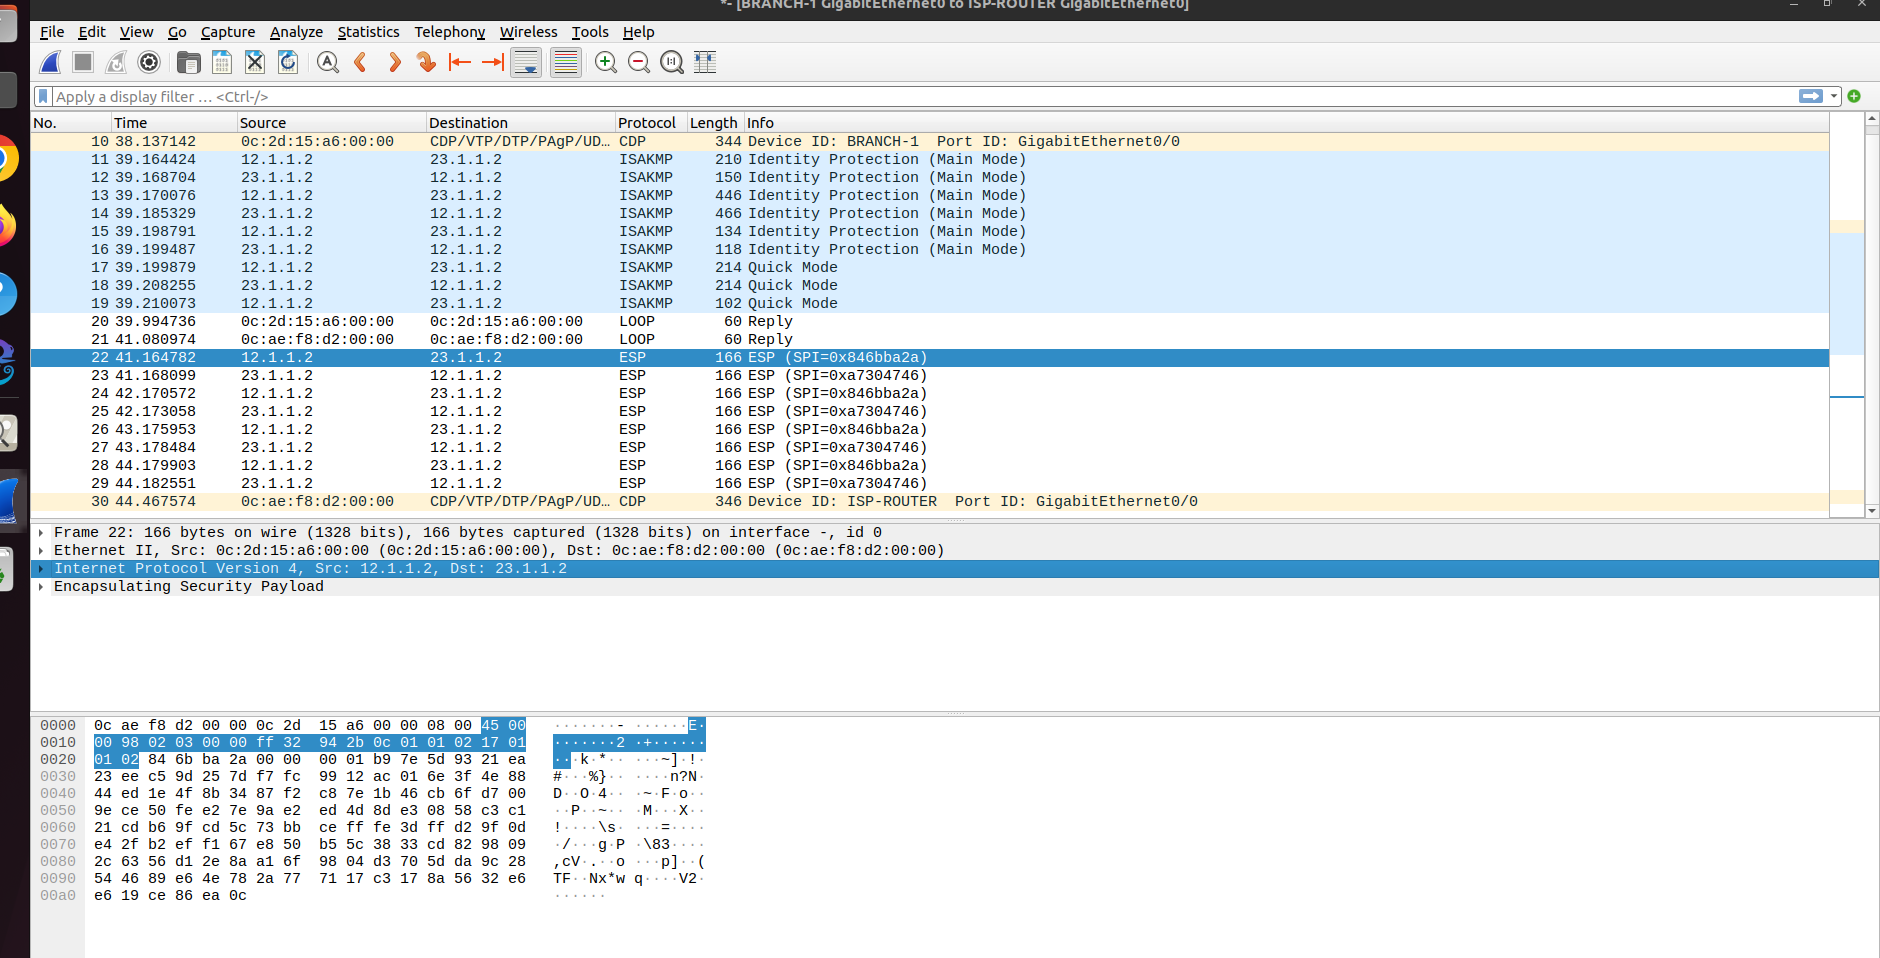 *- [BRANCH-1 GigabitEthernet0 to ISP-ROUTER GigabitEthernet0]
File Edit View Go Capture Analyze Statistics Telephony Wireless Tools Help
Apply a display filter … <Ctrl-/>
No. Time Source Destination Protocol Length Info
10 38.137142 0c:2d:15:a6:00:00 CDP/VTP/DTP/PAgP/UD… CDP 344 Device ID: BRANCH-1 Port ID: GigabitEthernet0/0
11 39.164424 12.1.1.2 23.1.1.2 ISAKMP 210 Identity Protection (Main Mode)
12 39.168704 23.1.1.2 12.1.1.2 ISAKMP 150 Identity Protection (Main Mode)
13 39.170076 12.1.1.2 23.1.1.2 ISAKMP 446 Identity Protection (Main Mode)
14 39.185329 23.1.1.2 12.1.1.2 ISAKMP 466 Identity Protection (Main Mode)
15 39.198791 12.1.1.2 23.1.1.2 ISAKMP 134 Identity Protection (Main Mode)
16 39.199487 23.1.1.2 12.1.1.2 ISAKMP 118 Identity Protection (Main Mode)
17 39.199879 12.1.1.2 23.1.1.2 ISAKMP 214 Quick Mode
18 39.208255 23.1.1.2 12.1.1.2 ISAKMP 214 Quick Mode
19 39.210073 12.1.1.2 23.1.1.2 ISAKMP 102 Quick Mode
20 39.994736 0c:2d:15:a6:00:00 0c:2d:15:a6:00:00 LOOP 60 Reply
21 41.080974 0c:ae:f8:d2:00:00 0c:ae:f8:d2:00:00 LOOP 60 Reply
22 41.164782 12.1.1.2 23.1.1.2 ESP 166 ESP (SPI=0x846bba2a)
23 41.168099 23.1.1.2 12.1.1.2 ESP 166 ESP (SPI=0xa7304746)
24 42.170572 12.1.1.2 23.1.1.2 ESP 166 ESP (SPI=0x846bba2a)
25 42.173058 23.1.1.2 12.1.1.2 ESP 166 ESP (SPI=0xa7304746)
26 43.175953 12.1.1.2 23.1.1.2 ESP 166 ESP (SPI=0x846bba2a)
27 43.178484 23.1.1.2 12.1.1.2 ESP 166 ESP (SPI=0xa7304746)
28 44.179903 12.1.1.2 23.1.1.2 ESP 166 ESP (SPI=0x846bba2a)
29 44.182551 23.1.1.2 12.1.1.2 ESP 166 ESP (SPI=0xa7304746)
30 44.467574 0c:ae:f8:d2:00:00 CDP/VTP/DTP/PAgP/UD… CDP 346 Device ID: ISP-ROUTER Port ID: GigabitEthernet0/0
Frame 22: 166 bytes on wire (1328 bits), 166 bytes captured (1328 bits) on interface -, id 0
Ethernet II, Src: 0c:2d:15:a6:00:00 (0c:2d:15:a6:00:00), Dst: 0c:ae:f8:d2:00:00 (0c:ae:f8:d2:00:00)
Internet Protocol Version 4, Src: 12.1.1.2, Dst: 23.1.1.2
Encapsulating Security Payload
0000 0c ae f8 d2 00 00 0c 2d 15 a6 00 00 08 00 45 00 ·······- ······E·
0010 00 98 02 03 00 00 ff 32 94 2b 0c 01 01 02 17 01 ·······2 ·+······
0020 01 02 84 6b ba 2a 00 00 00 01 b9 7e 5d 93 21 ea ···k·*·· ···~]·!·
0030 23 ee c5 9d 25 7d f7 fc 99 12 ac 01 6e 3f 4e 88 #···%}·· ····n?N·
0040 44 ed 1e 4f 8b 34 87 f2 c8 7e 1b 46 cb 6f d7 00 D··O·4·· ·~·F·o··
0050 9e ce 50 fe e2 7e 9a e2 ed 4d 8d e3 08 58 c3 c1 ··P··~·· ·M···X··
0060 21 cd b6 9f cd 5c 73 bb ce ff fe 3d ff d2 9f 0d !····\s· ···=····
0070 e4 2f b2 ef f1 67 e8 50 b5 5c 38 33 cd 82 98 09 ·/···g·P ·\83····
0080 2c 63 56 d1 2e 8a a1 6f 98 04 d3 70 5d da 9c 28 ,cV·.··o ···p]··(
0090 54 46 89 e6 4e 78 2a 77 71 17 c3 17 8a 56 32 e6 TF··Nx*w q····V2·
00a0 e6 19 ce 86 ea 0c ······